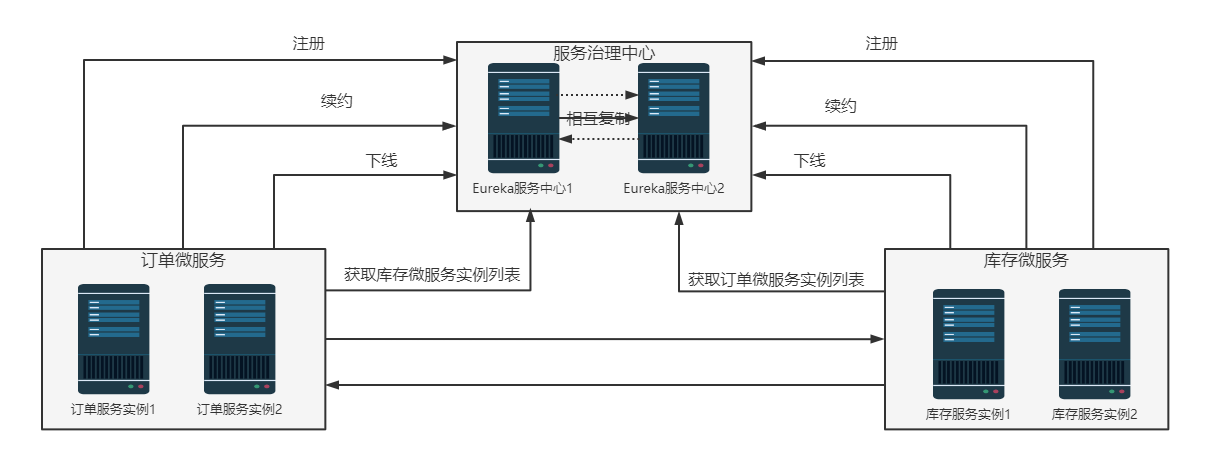 注册
服务治理中心
注册
续约
相互复制
续约
下线
下线
Eureka服务中心1
Eureka服务中心2
订单微服务
获取库存微服务实例列表
获取订单微服务实例列表
库存微服务
订单服务实例1
订单服务实例2
库存服务实例1
库存服务实例2